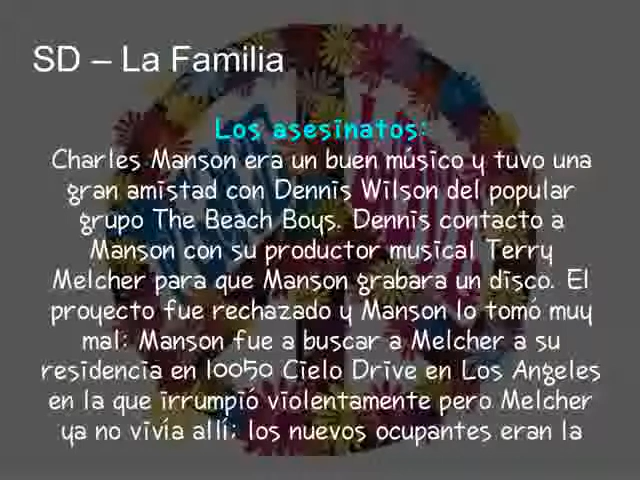 SD – La Familia
Los asesinatos:
Charles Manson era un buen músico y tuvo una
gran amistad con Dennis Wilson del popular
grupo The Beach Boys. Dennis contacto a
Manson con su productor musical Terry
Melcher para que Manson grabara un disco. El
proyecto fue rechazado y Manson lo tomó muy
mal: Manson fue a buscar a Melcher a su
residencia en 10050 Cielo Drive en Los Angeles
en la que irrumpió violentamente pero Melcher
ya no vivía allí; los nuevos ocupantes eran la